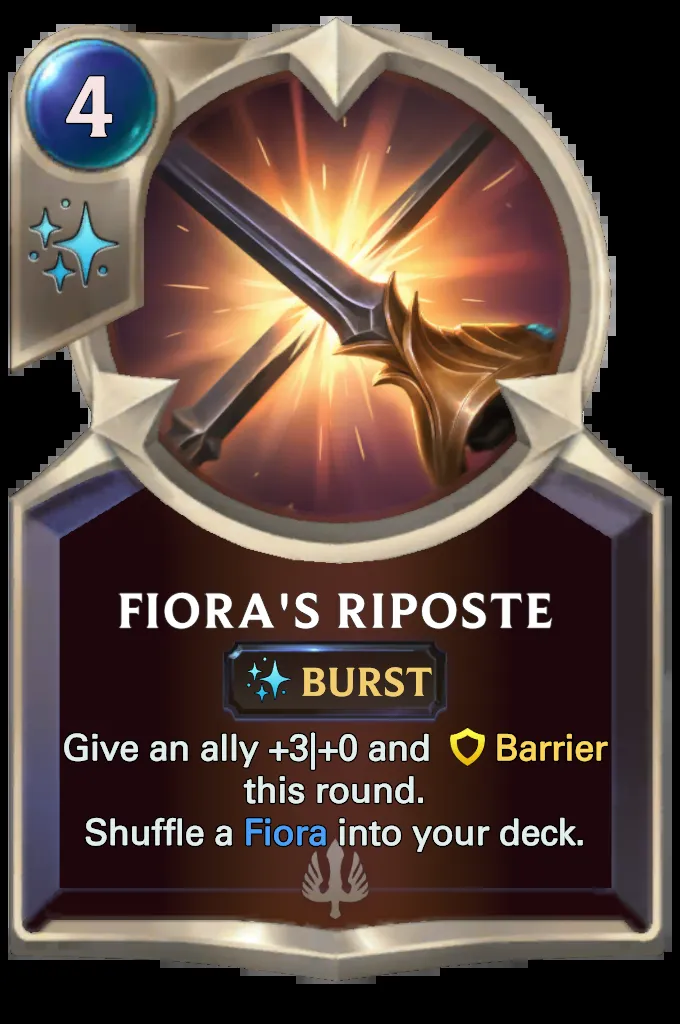 4
FIORA'S RIPOSTE
BURST
Give an ally +3|+0 and Barrier
this round.
Shuffle a Fiora into your deck.